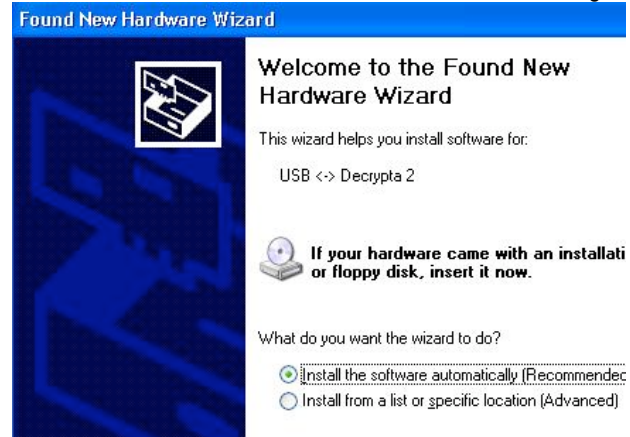 Found New Hardware Wizard
Welcome to the Found New
Hardware Wizard
This wizard helps you install software for:
USB <-> Decrypta 2
If your hardware came with an installati
or floppy disk, insert it now.
What do you want the wizard to do?
Install the software automatically (Recommended
Install from a list or specific location (Advanced)